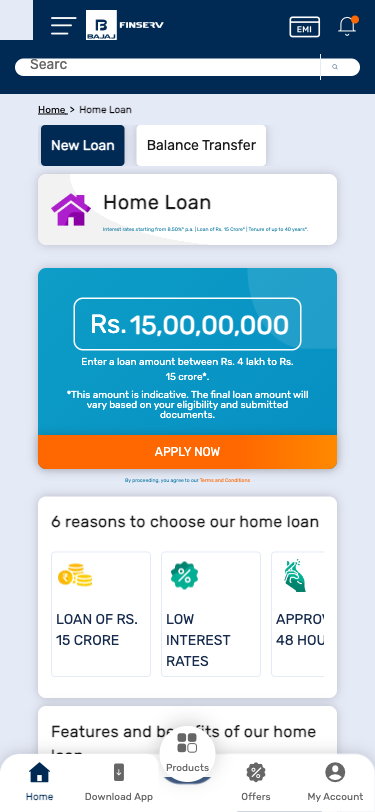 BAJAJ FINSERV
EMI
Searc
Home > Home Loan
New Loan
Balance Transfer
Home Loan
Interest rates starting from 8.50%* p.a. | Loan of Rs. 15 Crore* | Tenure of up to 40 years*.
Rs. 15,00,00,000
Enter a loan amount between Rs. 4 lakh to Rs.
15 crore*.
*This amount is indicative. The final loan amount will
vary based on your eligibility and submitted
documents.
APPLY NOW
By proceeding, you agree to our Terms and Conditions
6 reasons to choose our home loan
LOAN OF RS.
15 CRORE
LOW
INTEREST
RATES
APPROV
48 HOU
Features and benefits of our home
loan
Home
Download App
Products
Offers
My Account